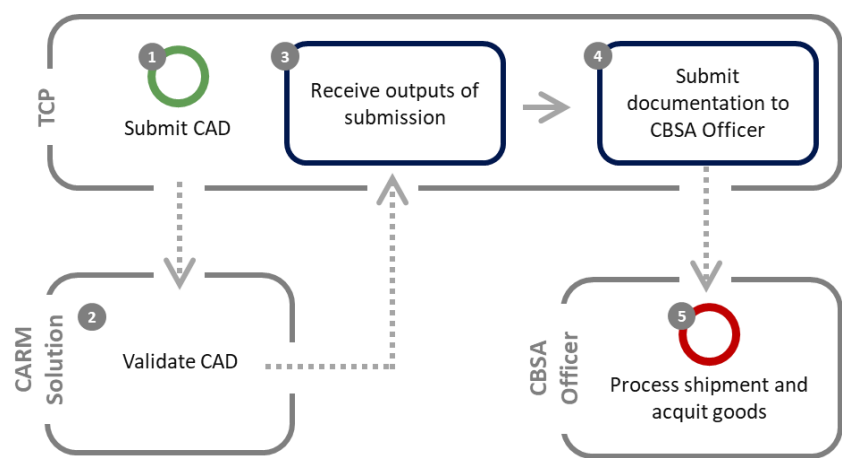 TCP
1
Submit CAD
3
Receive outputs of
submission
4
Submit
documentation to
CBSA Officer
CARM
Solution
2
Validate CAD
CBSA
Officer
5
Process shipment and
acquit goods